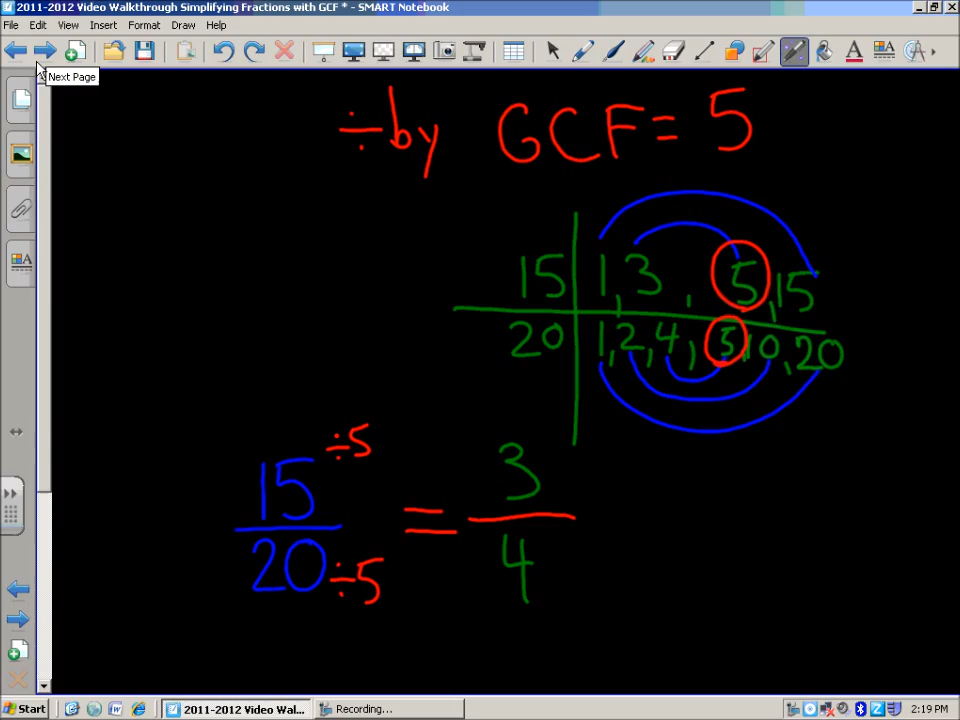 2011-2012 Video Walkthrough Simplifying Fractions with GCF * - SMART Notebook
File Edit View Insert Format Draw Help
Next Page
÷by GCF= 5
15 1, 3, 5, 15
20 1, 2, 4, 5, 10, 20
15 ÷5 = 3
20 ÷5 4
Start 2011-2012 Video Wal... Recording... 2:19 PM